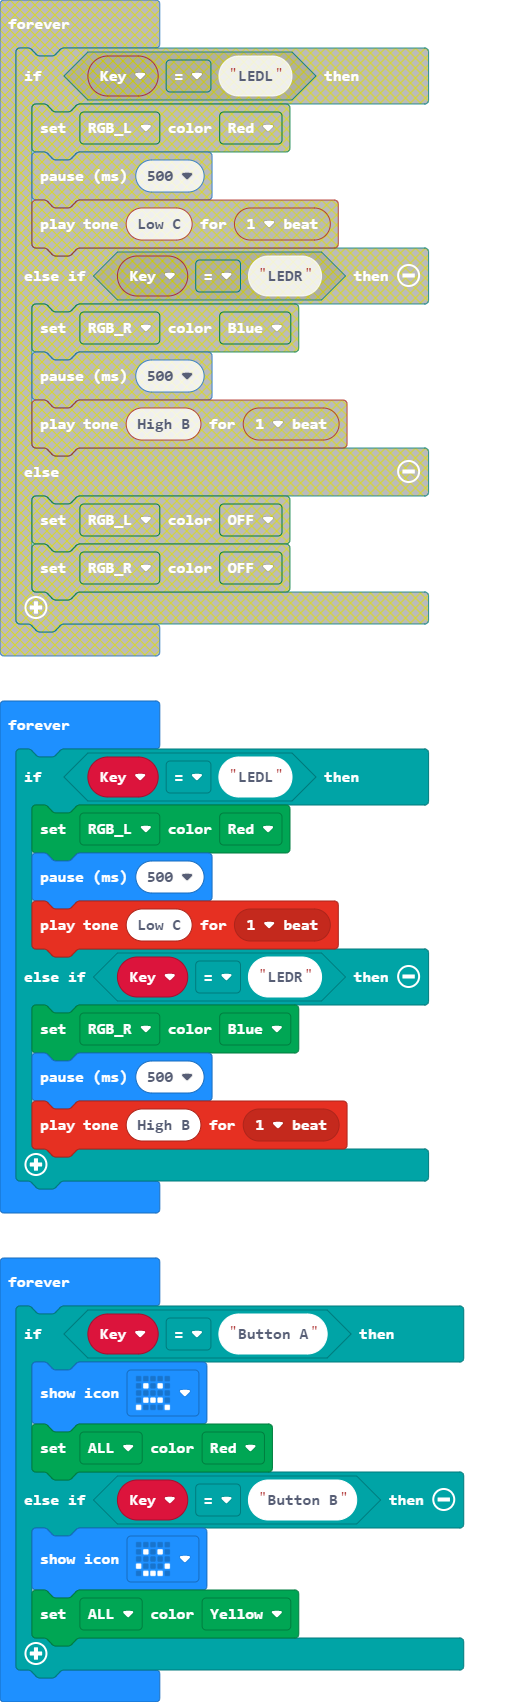 forever
if Key = "LEDL" then
set RGB_L color Red
pause (ms) 500
play tone Low C for 1 beat
else if Key = "LEDR" then
set RGB_R color Blue
pause (ms) 500
play tone High B for 1 beat
else
set RGB_L color OFF
set RGB_R color OFF
forever
if Key = "LEDL" then
set RGB_L color Red
pause (ms) 500
play tone Low C for 1 beat
else if Key = "LEDR" then
set RGB_R color Blue
pause (ms) 500
play tone High B for 1 beat
forever
if Key = "Button A" then
show icon
set ALL color Red
else if Key = "Button B" then
show icon
set ALL color Yellow